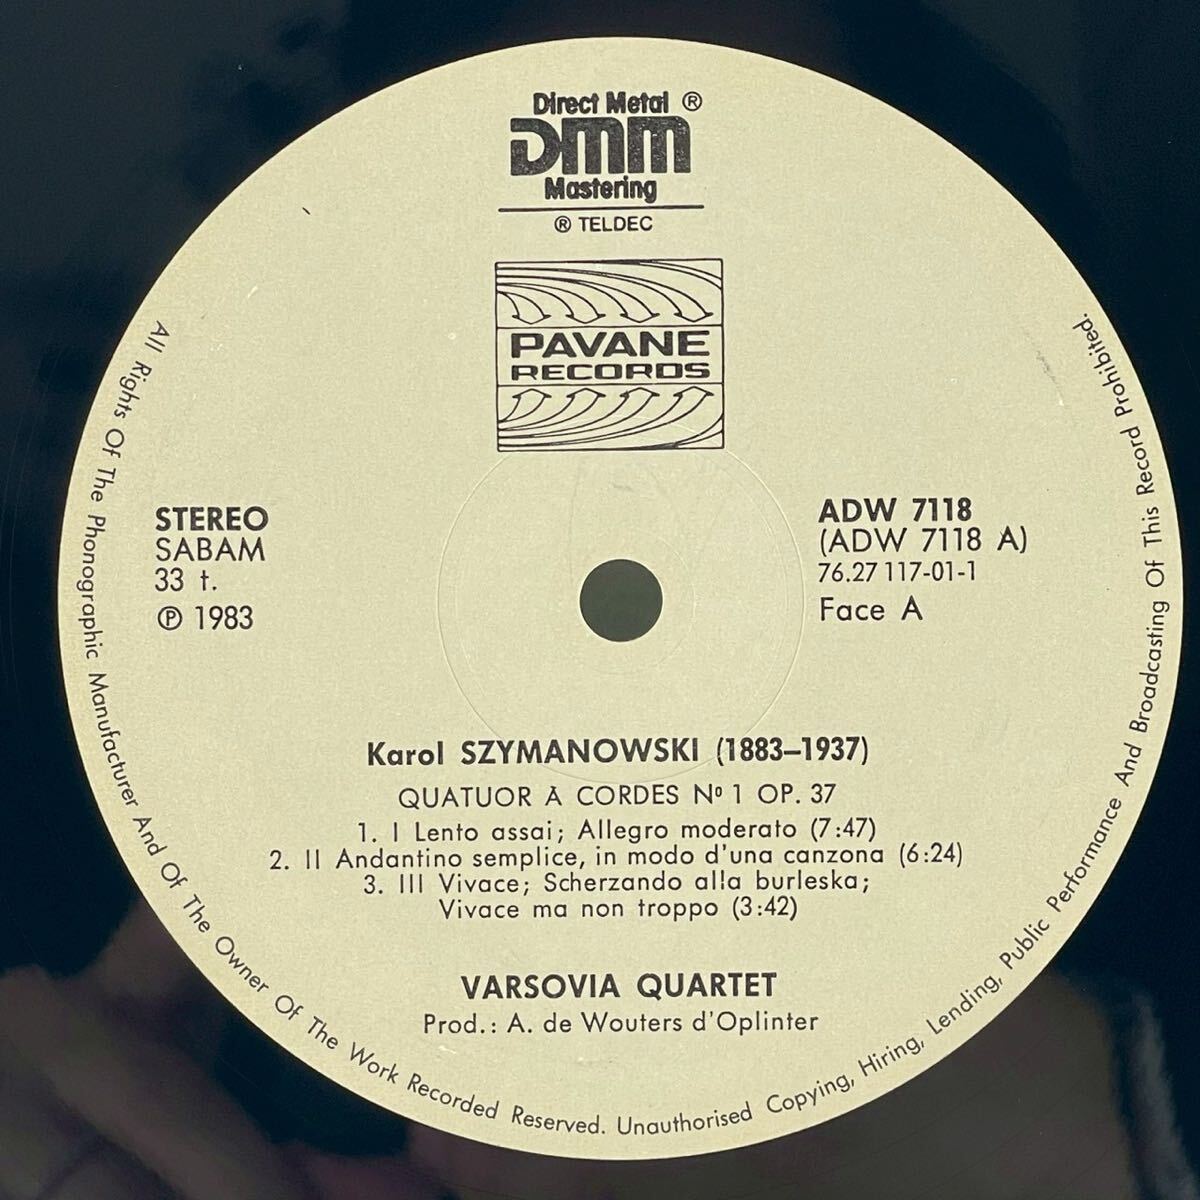 Direct Metal ®
DMM
Mastering
® TELDEC
PAVANE
RECORDS
STEREO
SABAM
33 t.
℗ 1983
ADW 7118
(ADW 7118 A)
76.27 117-01-1
Face A
Karol SZYMANOWSKI (1883–1937)
QUATUOR À CORDES Nº 1 OP. 37
1. I Lento assai; Allegro moderato (7:47)
2. II Andantino semplice, in modo d'una canzona (6:24)
3. III Vivace; Scherzando alla burleska;
Vivace ma non troppo (3:42)
VARSOVIA QUARTET
Prod.: A. de Wouters d'Oplinter
All Rights Of The Phonographic Manufacturer And Of The Owner Of The Work Recorded Reserved. Unauthorised Copying, Hiring, Lending, Public Performance And Broadcasting Of This Record Prohibited.